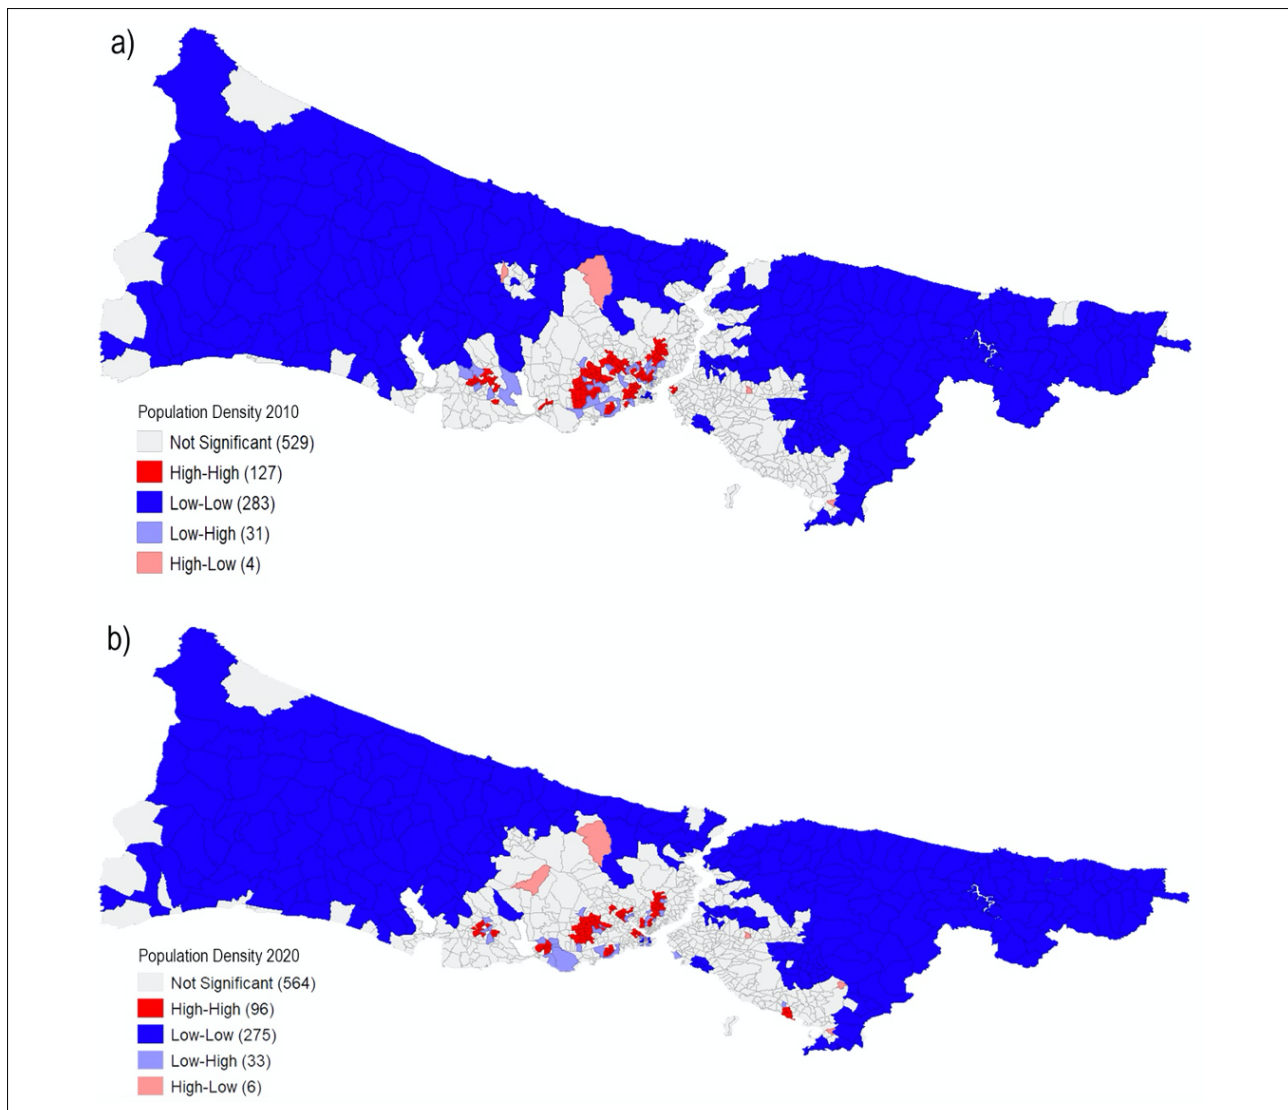 a)
Population Density 2010
Not Significant (529)
High-High (127)
Low-Low (283)
Low-High (31)
High-Low (4)
b)
Population Density 2020
Not Significant (564)
High-High (96)
Low-Low (275)
Low-High (33)
High-Low (6)